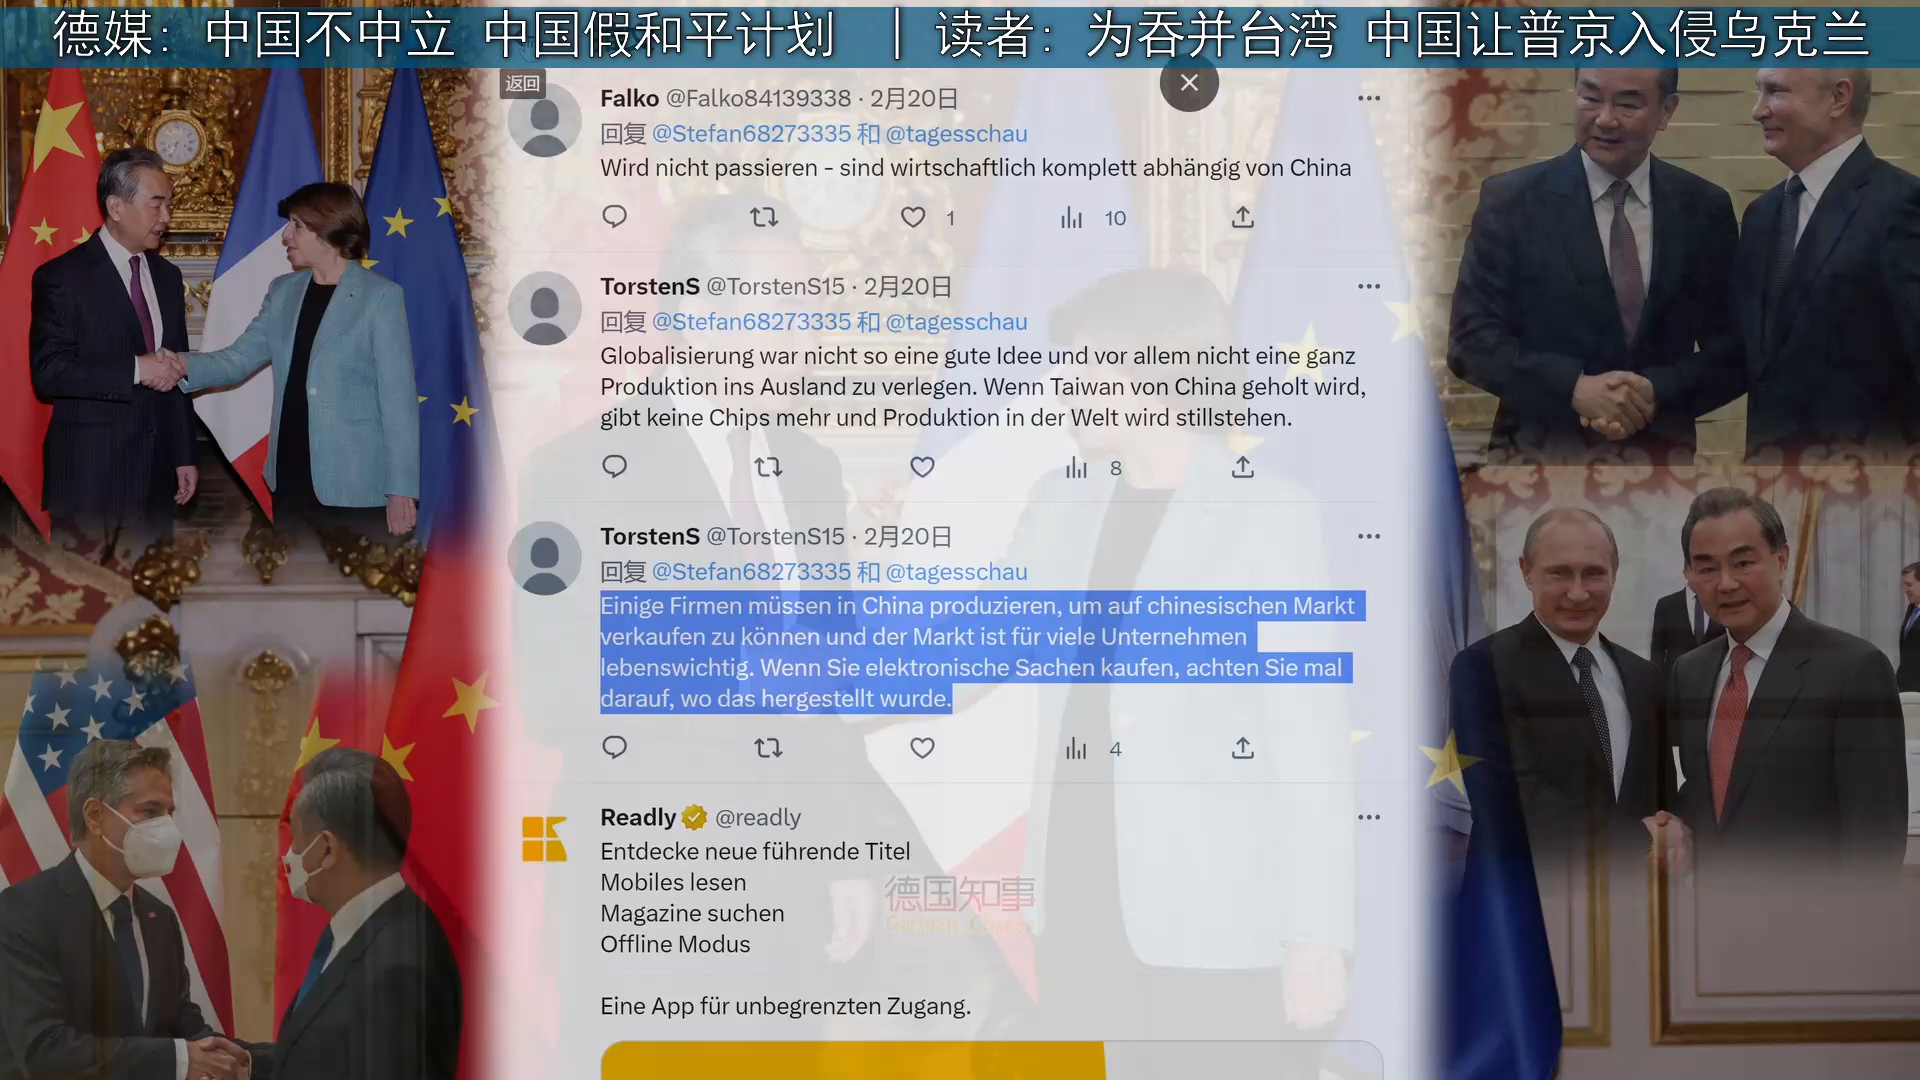 德媒：中国不中立 中国假和平计划 ｜ 读者：为吞并台湾 中国让普京入侵乌克兰
返回
Falko @Falko84139338 · 2月20日
回复 @Stefan68273335 和 @tagesschau
Wird nicht passieren - sind wirtschaftlich komplett abhängig von China
1 10
TorstenS @TorstenS15 · 2月20日
回复 @Stefan68273335 和 @tagesschau
Globalisierung war nicht so eine gute Idee und vor allem nicht eine ganz
Produktion ins Ausland zu verlegen. Wenn Taiwan von China geholt wird,
gibt keine Chips mehr und Produktion in der Welt wird stillstehen.
8
TorstenS @TorstenS15 · 2月20日
回复 @Stefan68273335 和 @tagesschau
Einige Firmen müssen in China produzieren, um auf chinesischen Markt
verkaufen zu können und der Markt ist für viele Unternehmen
lebenswichtig. Wenn Sie elektronische Sachen kaufen, achten Sie mal
darauf, wo das hergestellt wurde.
4
Readly @readly
Entdecke neue führende Titel
Mobiles lesen
德国知事
Magazine suchen
Offline Modus
Eine App für unbegrenzten Zugang.